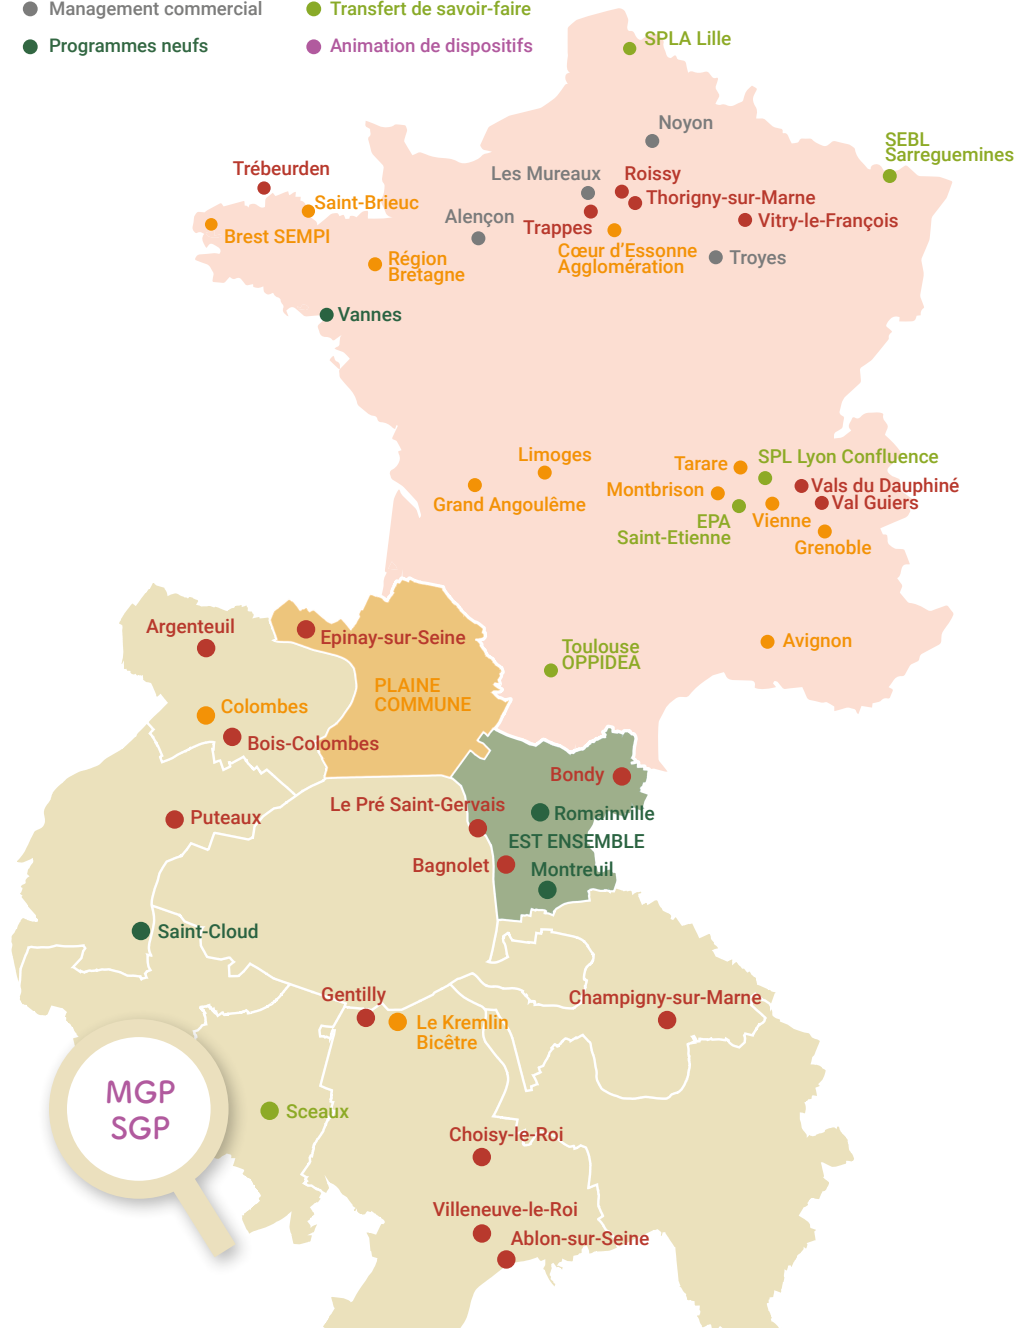 Management commercial
Transfert de savoir-faire
Programmes neufs
Animation de dispositifs
SPLA Lille
Noyon
SEBL
Sarreguemines
Trébeurden
Les Mureaux
Roissy
Thorigny-sur-Marne
Saint-Brieuc
Alençon
Trappes
Vitry-le-François
Brest SEMPI
Cœur d'Essonne
Agglomération
Région
Bretagne
Troyes
Vannes
Limoges
Tarare
SPL Lyon Confluence
Grand Angoulême
Montbrison
Vals du Dauphiné
Val Guiers
EPA
Saint-Etienne
Vienne
Grenoble
Argenteuil
Epinay-sur-Seine
Toulouse
OPPIDEA
Avignon
PLAINE
COMMUNE
Colombes
Bois-Colombes
Bondy
Le Pré Saint-Gervais
Puteaux
Romainville
EST ENSEMBLE
Bagnolet
Montreuil
Saint-Cloud
Gentilly
Champigny-sur-Marne
Le Kremlin
Bicêtre
MGP
SGP
Sceaux
Choisy-le-Roi
Villeneuve-le-Roi
Ablon-sur-Seine